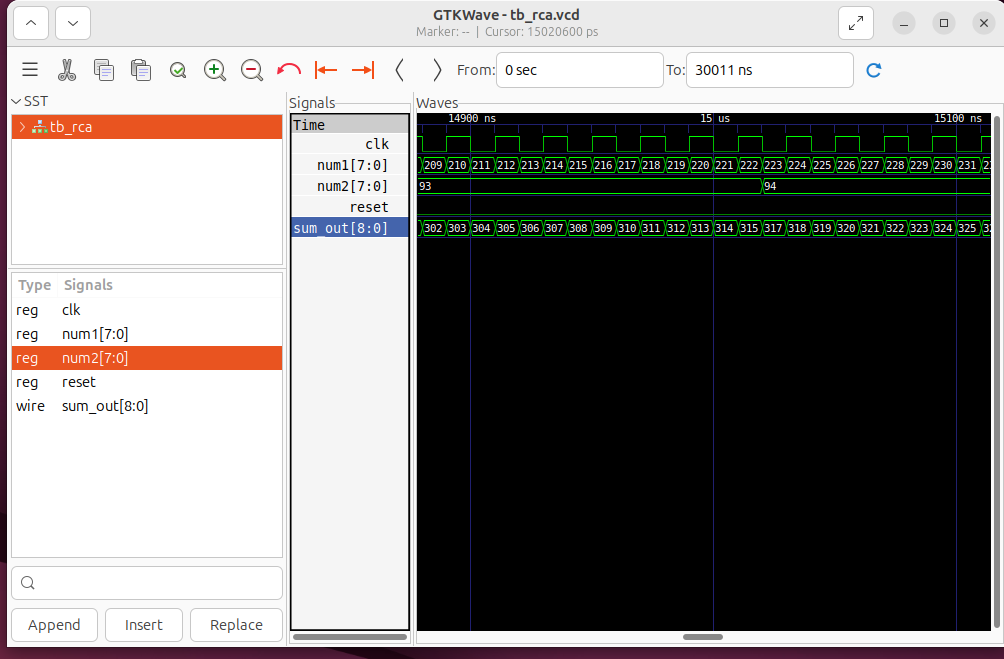 GTKWave - tb_rca.vcd
Marker: -- | Cursor: 15020600 ps
From: 0 sec To: 30011 ns
SST
tb_rca
Type Signals
reg clk
reg num1[7:0]
reg num2[7:0]
reg reset
wire sum_out[8:0]
Append Insert Replace
Signals
Time
clk
num1[7:0]
num2[7:0]
reset
sum_out[8:0]
Waves
14900 ns 15 us 15100 ns
209 210 211 212 213 214 215 216 217 218 219 220 221 222 223 224 225 226 227 228 229 230 231
93 94
302 303 304 305 306 307 308 309 310 311 312 313 314 315 317 318 319 320 321 322 323 324 325